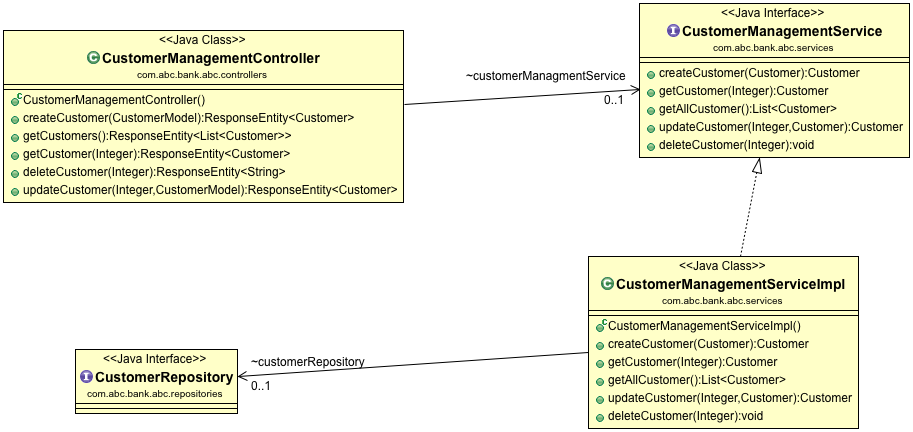 <<Java Class>>
CustomerManagementController
com.abc.bank.abc.controllers
CustomerManagementController()
createCustomer(CustomerModel):ResponseEntity<Customer>
getCustomers():ResponseEntity<List<Customer>>
getCustomer(Integer):ResponseEntity<Customer>
deleteCustomer(Integer):ResponseEntity<String>
updateCustomer(Integer,CustomerModel):ResponseEntity<Customer>
~customerManagmentService
0..1
<<Java Interface>>
CustomerManagementService
com.abc.bank.abc.services
createCustomer(Customer):Customer
getCustomer(Integer):Customer
getAllCustomer():List<Customer>
updateCustomer(Integer,Customer):Customer
deleteCustomer(Integer):void
<<Java Class>>
CustomerManagementServiceImpl
com.abc.bank.abc.services
CustomerManagementServiceImpl()
createCustomer(Customer):Customer
getCustomer(Integer):Customer
getAllCustomer():List<Customer>
updateCustomer(Integer,Customer):Customer
deleteCustomer(Integer):void
~customerRepository
0..1
<<Java Interface>>
CustomerRepository
com.abc.bank.abc.repositories